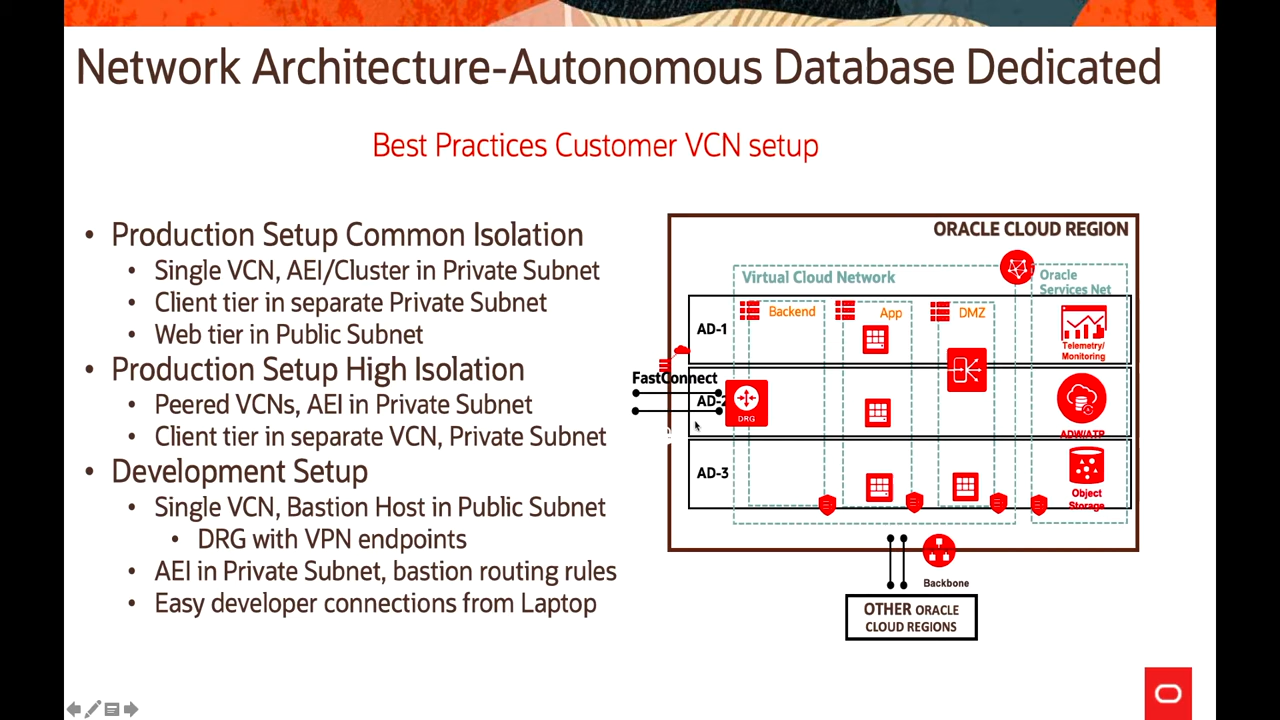 Network Architecture-Autonomous Database Dedicated
Best Practices Customer VCN setup
• Production Setup Common Isolation
• Single VCN, AEI/Cluster in Private Subnet
• Client tier in separate Private Subnet
• Web tier in Public Subnet
• Production Setup High Isolation
• Peered VCNs, AEI in Private Subnet
• Client tier in separate VCN, Private Subnet
• Development Setup
• Single VCN, Bastion Host in Public Subnet
• DRG with VPN endpoints
• AEI in Private Subnet, bastion routing rules
• Easy developer connections from Laptop
ORACLE CLOUD REGION
Virtual Cloud Network
Oracle
Services Net
Backend
App
DMZ
AD-1
Telemetry/
Monitoring
FastConnect
AD-2
DRG
ADW/ATP
AD-3
Object
Storage
Backbone
OTHER ORACLE
CLOUD REGIONS